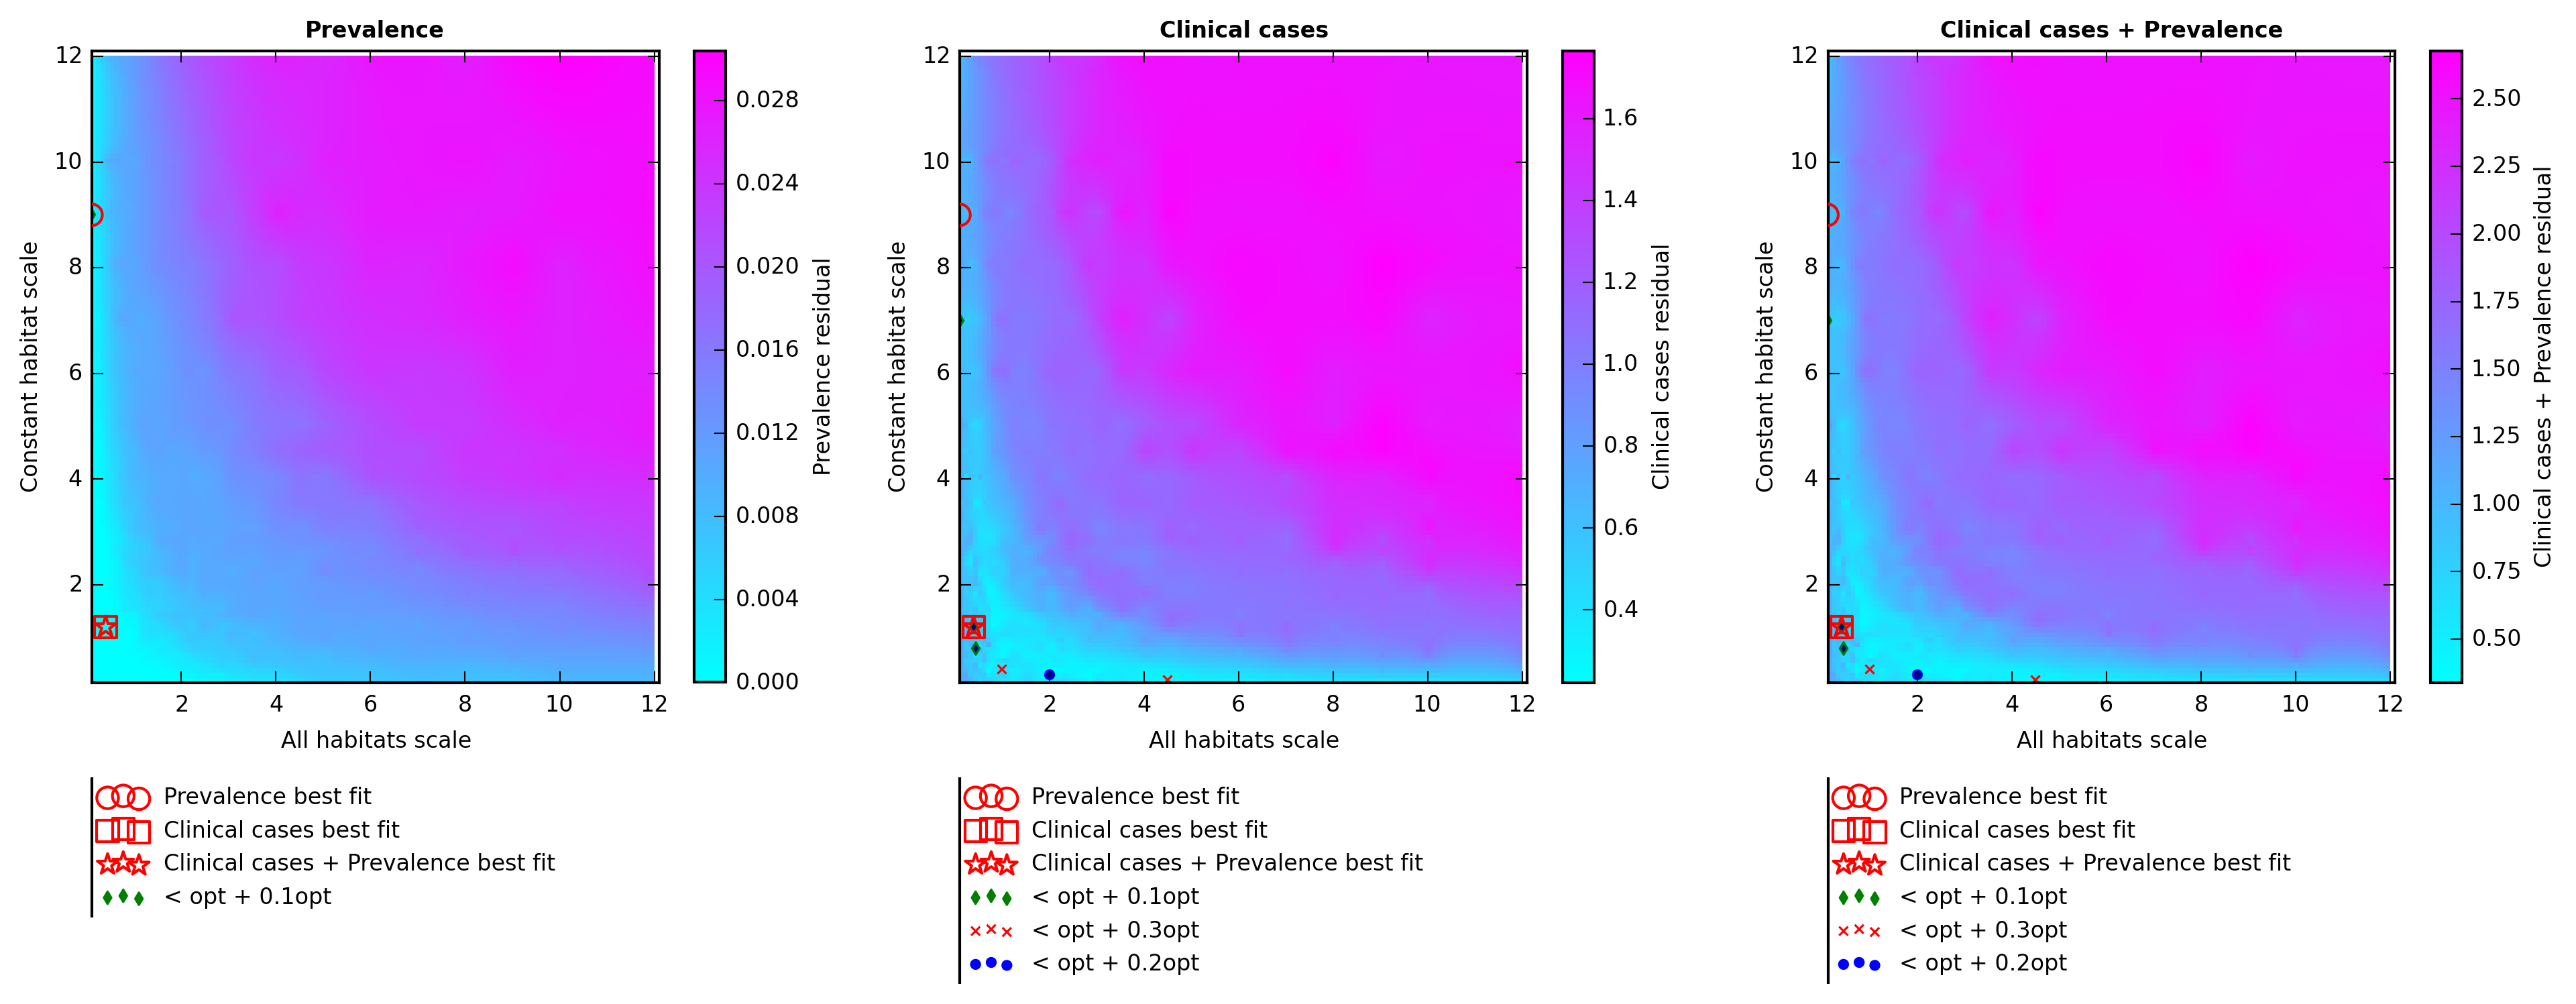 Prevalence
12
10
8
6
4
2
Constant habitat scale
2 4 6 8 10 12
All habitats scale
0.028
0.024
0.020
0.016
0.012
0.008
0.004
0.000
Prevalence residual
Prevalence best fit
Clinical cases best fit
Clinical cases + Prevalence best fit
< opt + 0.1opt
Clinical cases
12
10
8
6
4
2
Constant habitat scale
2 4 6 8 10 12
All habitats scale
1.6
1.4
1.2
1.0
0.8
0.6
0.4
Clinical cases residual
Prevalence best fit
Clinical cases best fit
Clinical cases + Prevalence best fit
< opt + 0.1opt
< opt + 0.3opt
< opt + 0.2opt
Clinical cases + Prevalence
12
10
8
6
4
2
Constant habitat scale
2 4 6 8 10 12
All habitats scale
2.50
2.25
2.00
1.75
1.50
1.25
1.00
0.75
0.50
Clinical cases + Prevalence residual
Prevalence best fit
Clinical cases best fit
Clinical cases + Prevalence best fit
< opt + 0.1opt
< opt + 0.3opt
< opt + 0.2opt